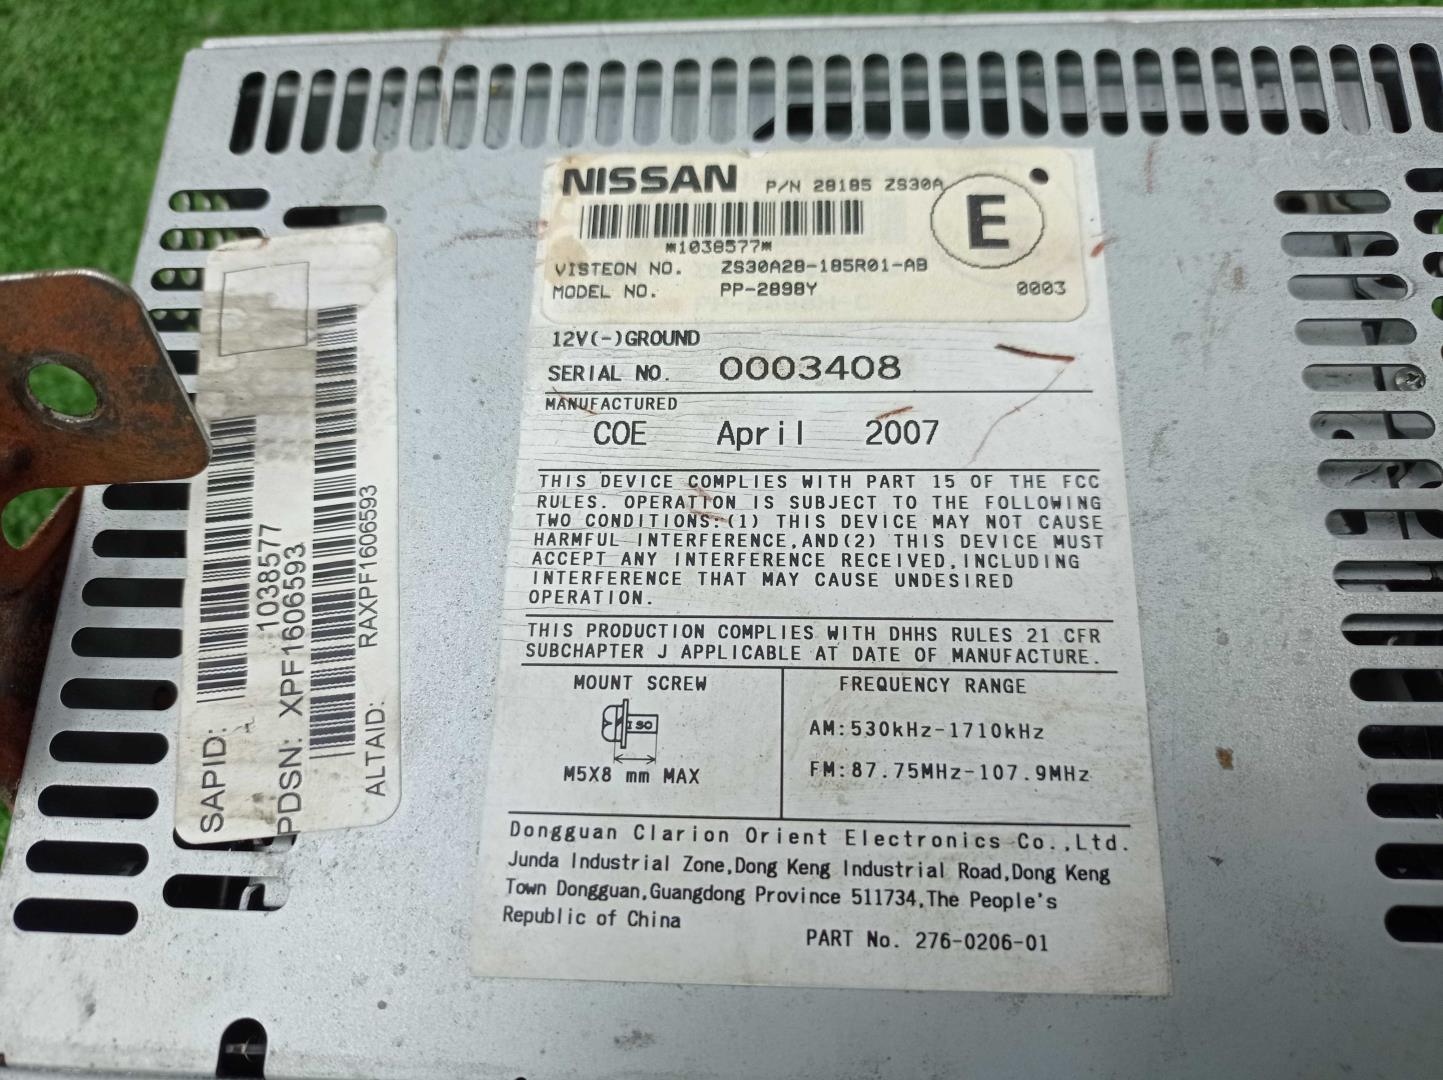 NISSAN P/N 28185 ZS30A
E
*1038577*
VISTEON NO. ZS30A28-185R01-AB
MODEL NO. PP-2898Y 0003
12V(-)GROUND
SERIAL NO. 0003408
MANUFACTURED
COE April 2007
THIS DEVICE COMPLIES WITH PART 15 OF THE FCC
RULES. OPERATION IS SUBJECT TO THE FOLLOWING
TWO CONDITIONS:(1) THIS DEVICE MAY NOT CAUSE
HARMFUL INTERFERENCE,AND(2) THIS DEVICE MUST
ACCEPT ANY INTERFERENCE RECEIVED,INCLUDING
INTERFERENCE THAT MAY CAUSE UNDESIRED
OPERATION.
THIS PRODUCTION COMPLIES WITH DHHS RULES 21 CFR
SUBCHAPTER J APPLICABLE AT DATE OF MANUFACTURE.
MOUNT SCREW
ISO
M5X8 mm MAX
FREQUENCY RANGE
AM:530kHz-1710kHz
FM:87.75MHz-107.9MHz
Dongguan Clarion Orient Electronics Co.,Ltd.
Junda Industrial Zone,Dong Keng Industrial Road,Dong Keng
Town Dongguan,Guangdong Province 511734,The People's
Republic of China
PART No. 276-0206-01
SAPID: 1038577
PDSN: XPF1606593
ALTAID: RAXPF1606593